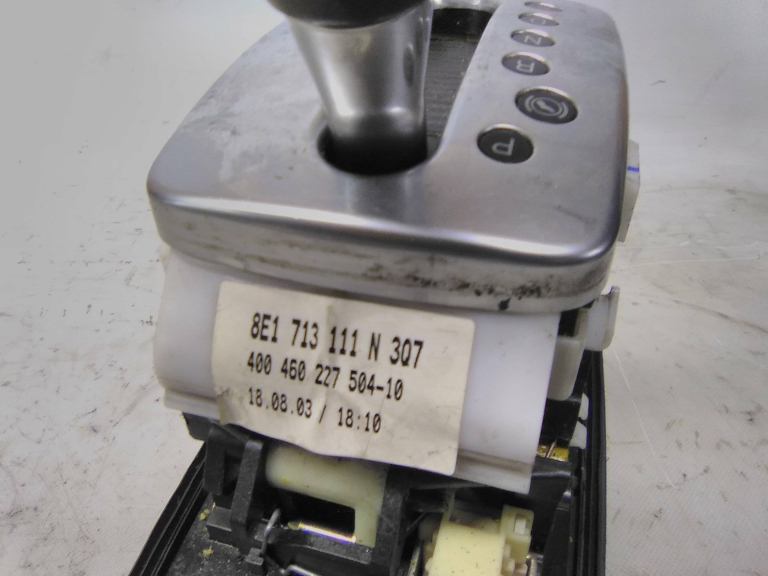 N
R
P
8E1 713 111 N 3Q7
400 460 227 504-10
18.08.03 / 18:10